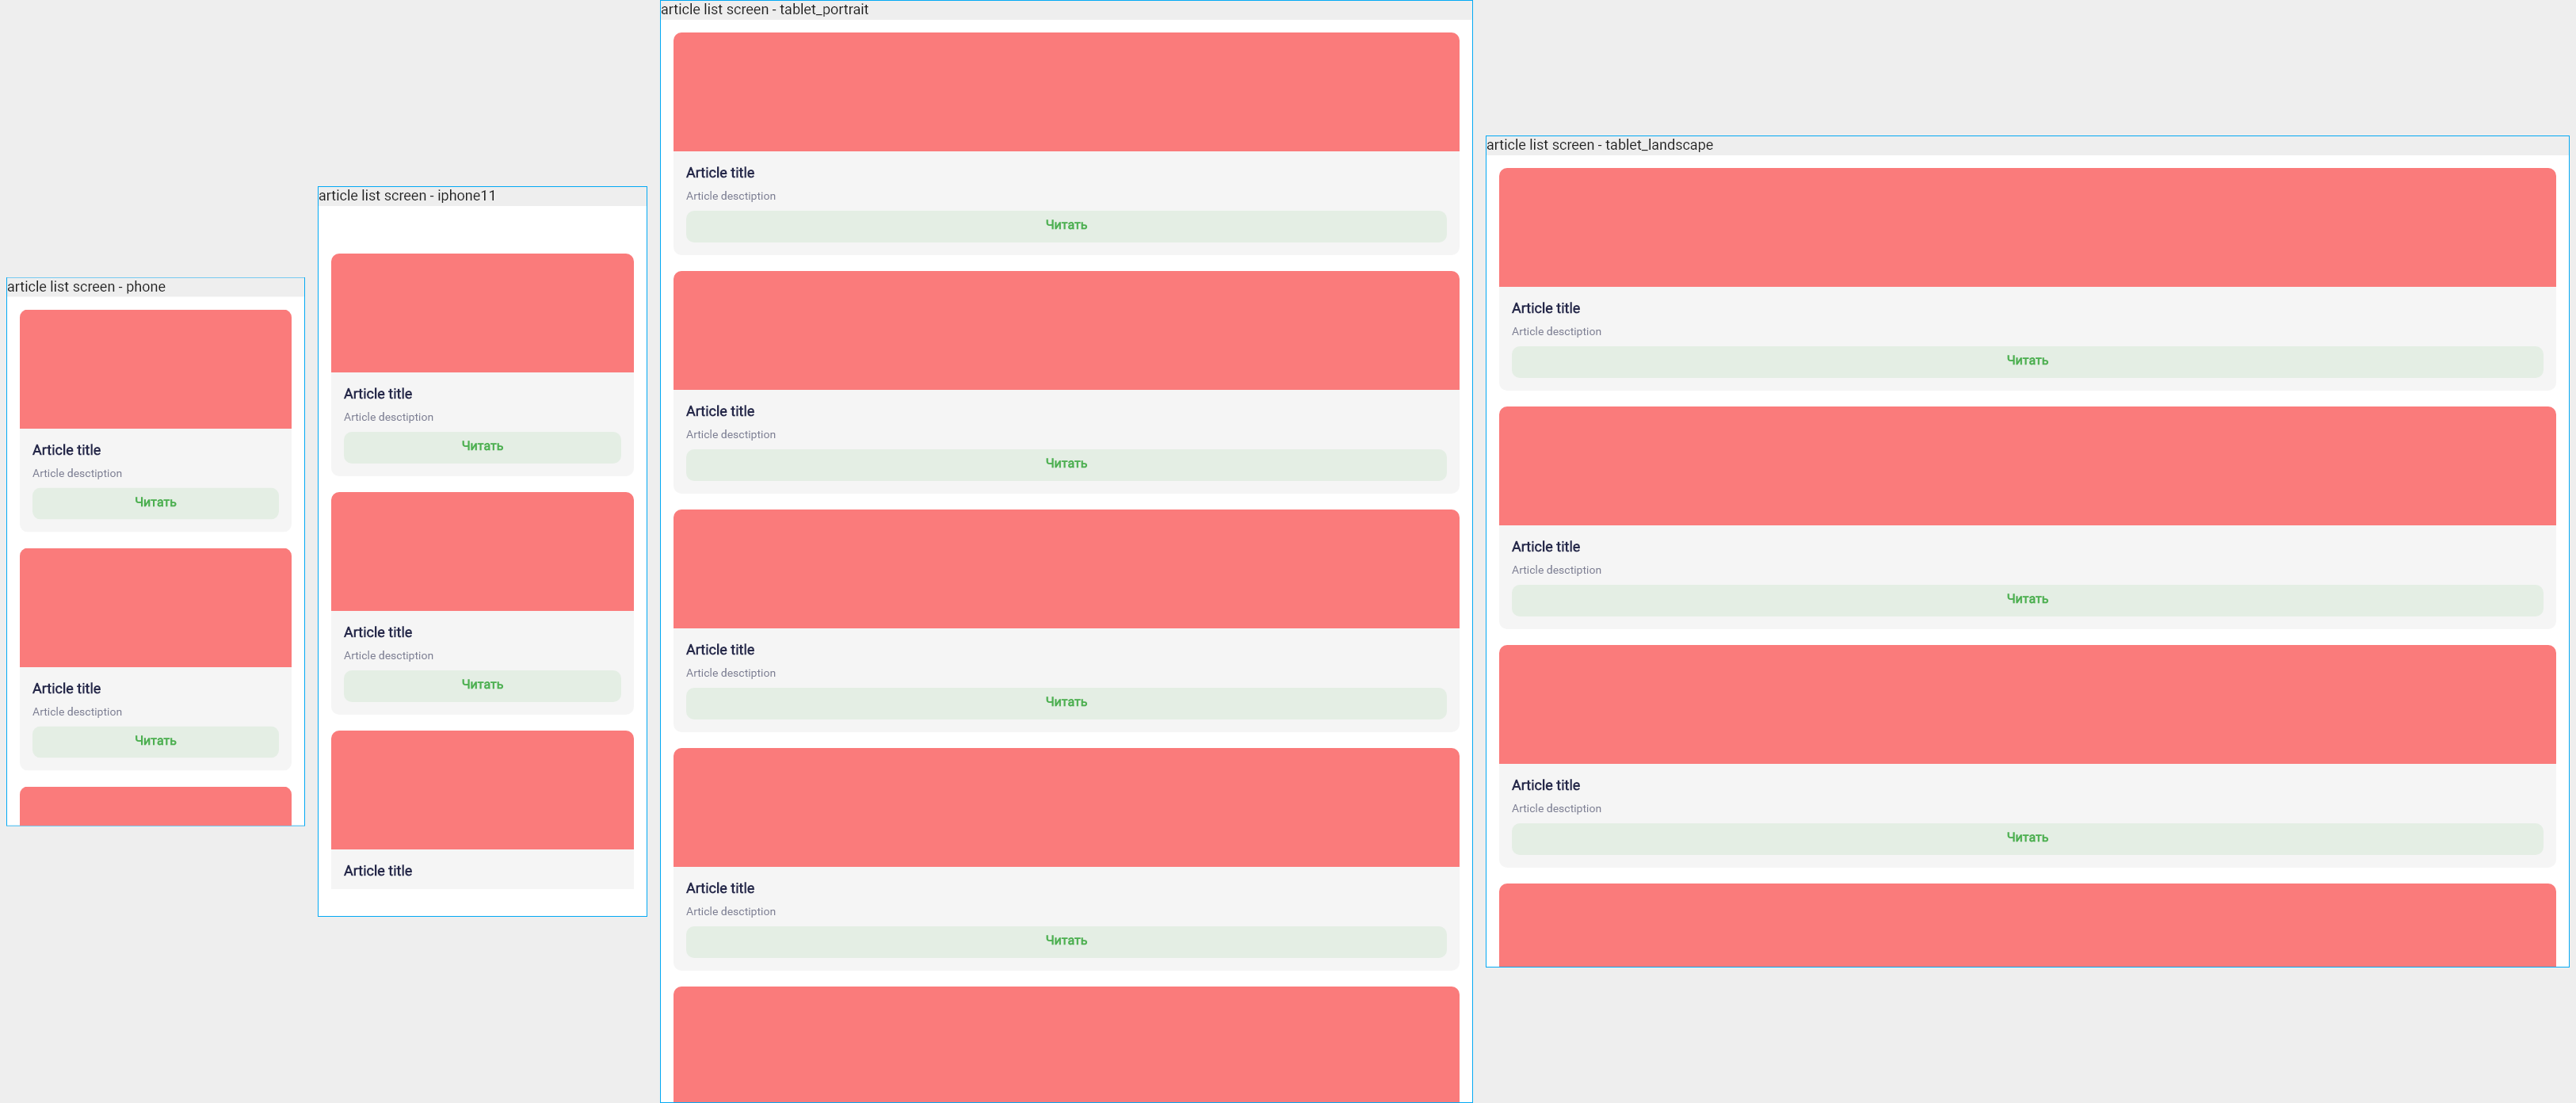 article list screen - phone
Article title
Article desctiption
Читать
Article title
Article desctiption
Читать
article list screen - iphone11
Article title
Article desctiption
Читать
Article title
Article desctiption
Читать
Article title
article list screen - tablet_portrait
Article title
Article desctiption
Читать
Article title
Article desctiption
Читать
Article title
Article desctiption
Читать
Article title
Article desctiption
Читать
article list screen - tablet_landscape
Article title
Article desctiption
Читать
Article title
Article desctiption
Читать
Article title
Article desctiption
Читать